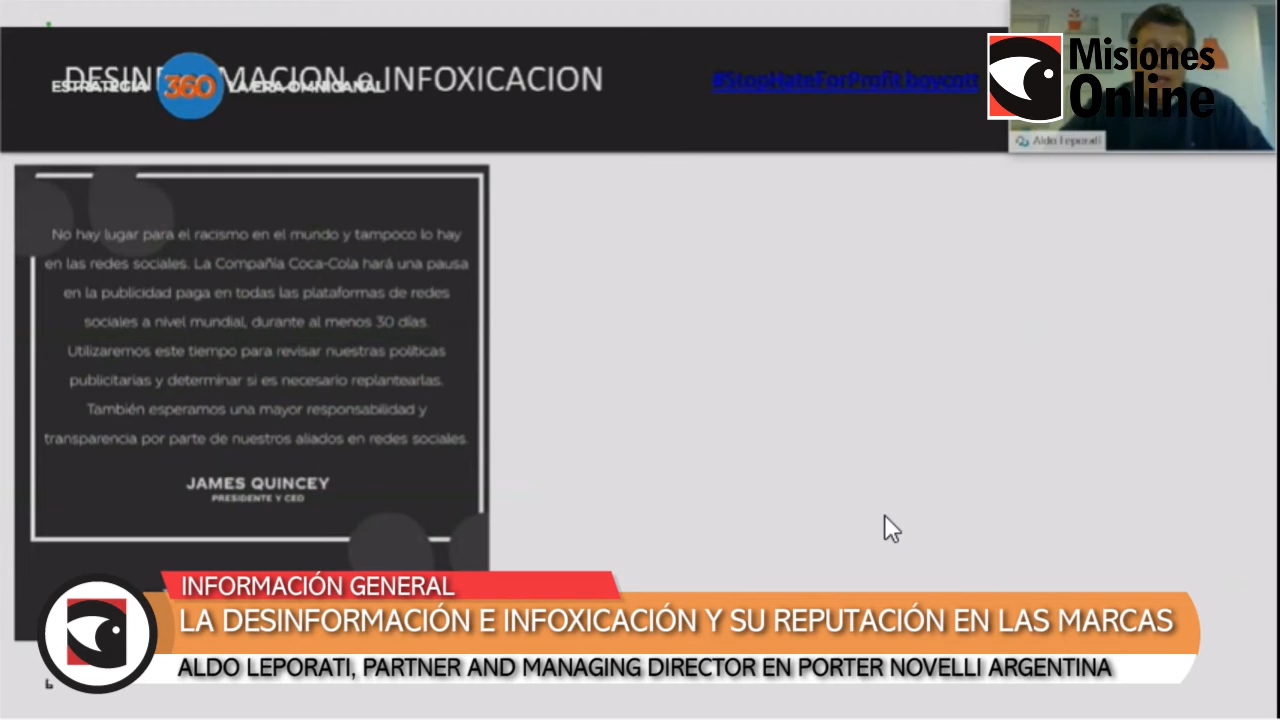 DESINFORMACION e INFOXICACION
ESTRATEGIA 360 LA ERA OMNICANAL
#StopHateForProfit boycott
Misiones
Online
Aldo Leporati
No hay lugar para el racismo en el mundo y tampoco lo hay
en las redes sociales. La Compañía Coca-Cola hará una pausa
en la publicidad paga en todas las plataformas de redes
sociales a nivel mundial, durante al menos 30 días.
Utilizaremos este tiempo para revisar nuestras políticas
publicitarias y determinar si es necesario replantearlas.
También esperamos una mayor responsabilidad y
transparencia por parte de nuestros aliados en redes sociales.
JAMES QUINCEY
PRESIDENTE Y CEO
INFORMACIÓN GENERAL
LA DESINFORMACIÓN E INFOXICACIÓN Y SU REPUTACIÓN EN LAS MARCAS
ALDO LEPORATI, PARTNER AND MANAGING DIRECTOR EN PORTER NOVELLI ARGENTINA